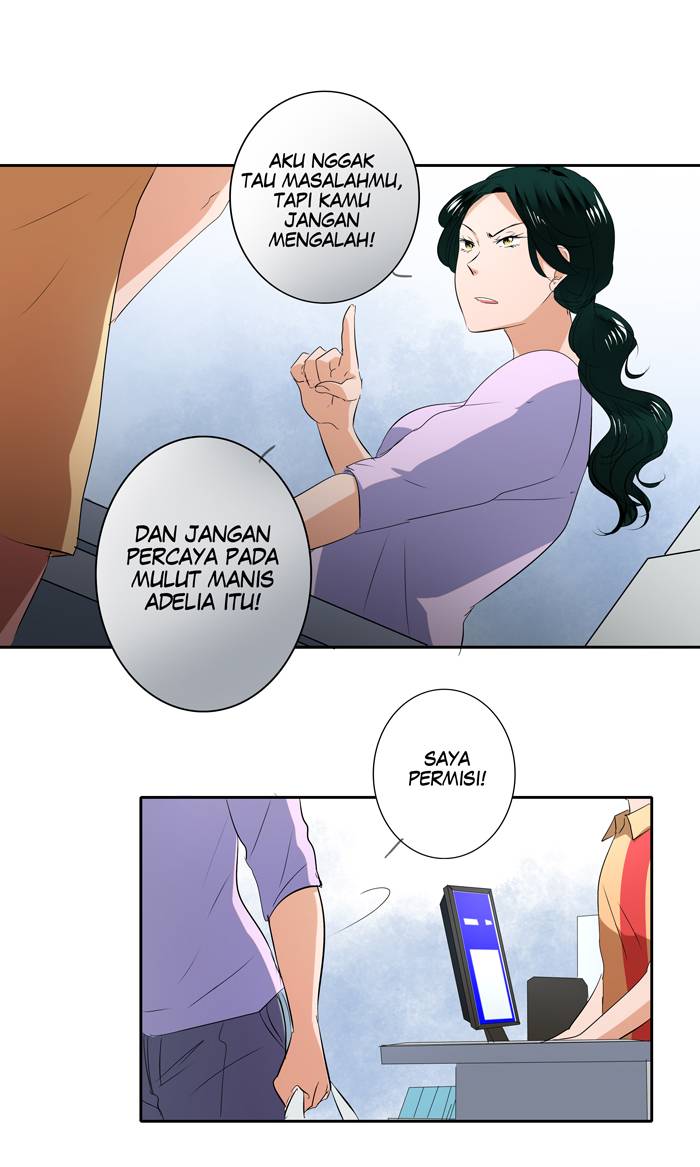 AKU NGGAK
TAU MASALAHMU,
TAPI KAMU
JANGAN
MENGALAH!
DAN JANGAN
PERCAYA PADA
MULUT MANIS
ADELIA ITU!
SAYA
PERMISI!